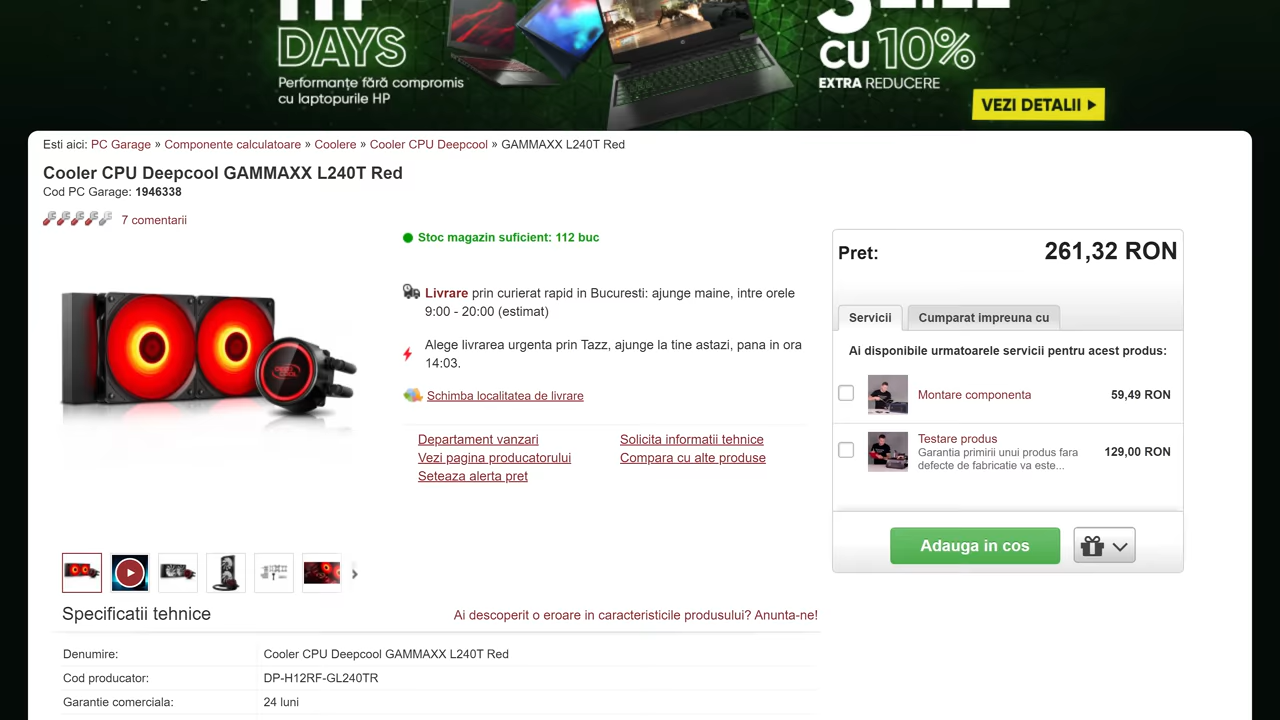 DAYS
Performanțe fără compromis
cu laptopurile HP
CU 10%
EXTRA REDUCERE
VEZI DETALII
Esti aici: PC Garage » Componente calculatoare » Coolere » Cooler CPU Deepcool » GAMMAXX L240T Red
Cooler CPU Deepcool GAMMAXX L240T Red
Cod PC Garage: 1946338
7 comentarii
Stoc magazin suficient: 112 buc
Livrare prin curierat rapid in Bucuresti: ajunge maine, intre orele
9:00 - 20:00 (estimat)
Alege livrarea urgenta prin Tazz, ajunge la tine astazi, pana in ora
14:03.
Schimba localitatea de livrare
Departament vanzari
Solicita informatii tehnice
Vezi pagina producatorului
Compara cu alte produse
Seteaza alerta pret
Pret: 261,32 RON
Servicii
Cumparat impreuna cu
Ai disponibile urmatoarele servicii pentru acest produs:
Montare componenta 59,49 RON
Testare produs
Garantia primirii unui produs fara
defecte de fabricatie va este...
129,00 RON
Adauga in cos
Specificatii tehnice
Ai descoperit o eroare in caracteristicile produsului? Anunta-ne!
Denumire: Cooler CPU Deepcool GAMMAXX L240T Red
Cod producator: DP-H12RF-GL240TR
Garantie comerciala: 24 luni